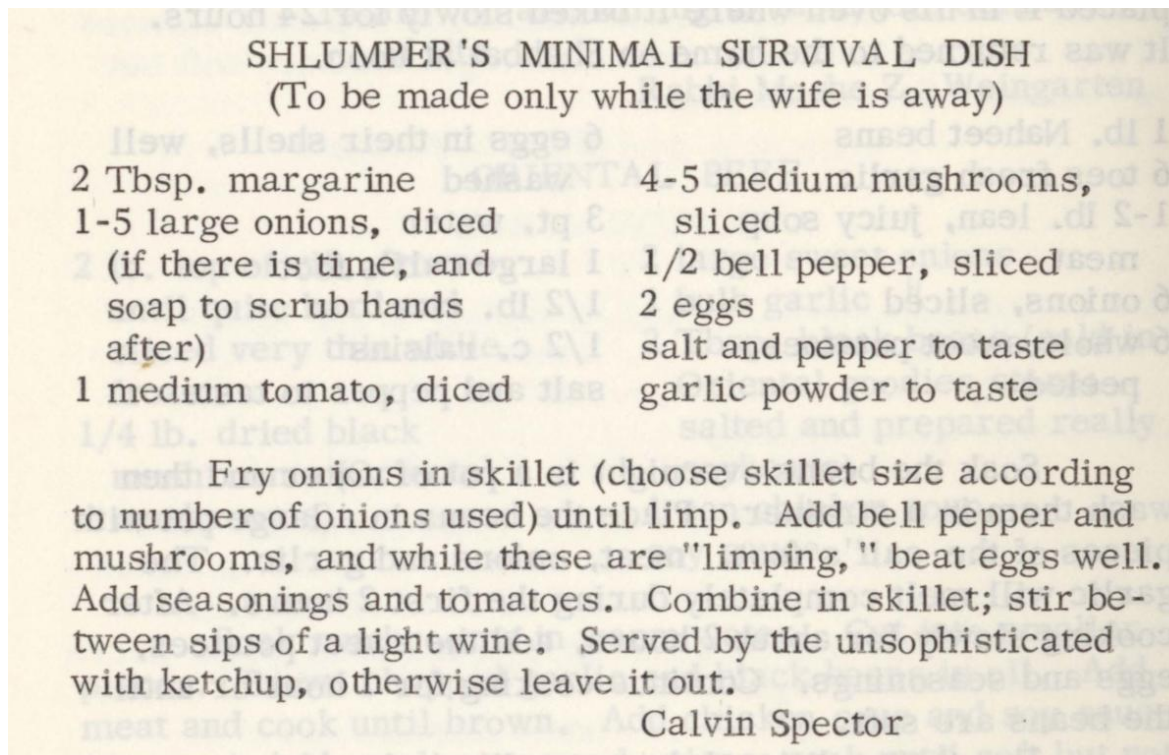 SHLUMPER'S MINIMAL SURVIVAL DISH
(To be made only while the wife is away)
2 Tbsp. margarine
1-5 large onions, diced
(if there is time, and
soap to scrub hands
after)
1 medium tomato, diced
4-5 medium mushrooms,
sliced
1/2 bell pepper, sliced
2 eggs
salt and pepper to taste
garlic powder to taste
Fry onions in skillet (choose skillet size according
to number of onions used) until limp. Add bell pepper and
mushrooms, and while these are "limping," beat eggs well.
Add seasonings and tomatoes. Combine in skillet; stir be-
tween sips of a light wine. Served by the unsophisticated
with ketchup, otherwise leave it out.
Calvin Spector